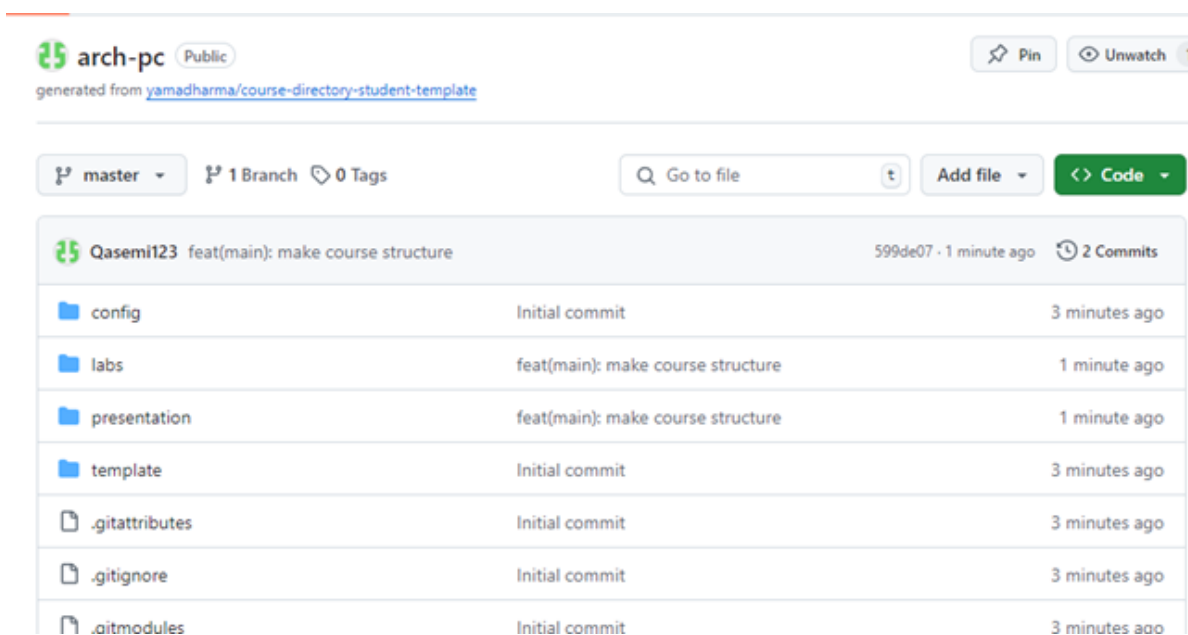 arch-pc Public
Pin
Unwatch
generated from yamadharma/course-directory-student-template
master
1 Branch
0 Tags
Go to file
t
Add file
Code
Qasemi123 feat(main): make course structure
599de07 · 1 minute ago
2 Commits
config Initial commit 3 minutes ago
labs feat(main): make course structure 1 minute ago
presentation feat(main): make course structure 1 minute ago
template Initial commit 3 minutes ago
.gitattributes Initial commit 3 minutes ago
.gitignore Initial commit 3 minutes ago
.gitmodules Initial commit 3 minutes ago